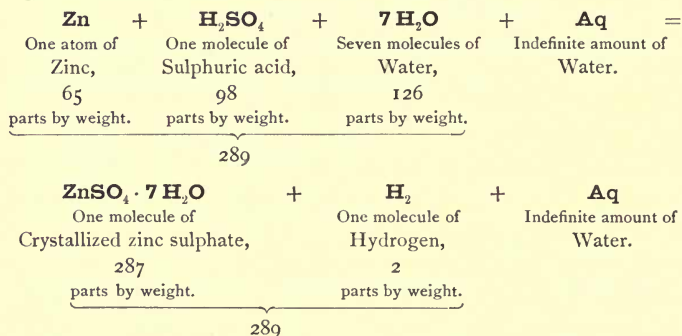 Zn + H₂SO₄ + 7 H₂O + Aq =
One atom of One molecule of Seven molecules of Indefinite amount of
Zinc, Sulphuric acid, Water, Water.
65 98 126
parts by weight. parts by weight. parts by weight.
289
ZnSO₄ · 7 H₂O + H₂ + Aq
One molecule of One molecule of Indefinite amount of
Crystallized zinc sulphate, Hydrogen, Water.
287 2
parts by weight. parts by weight.
289